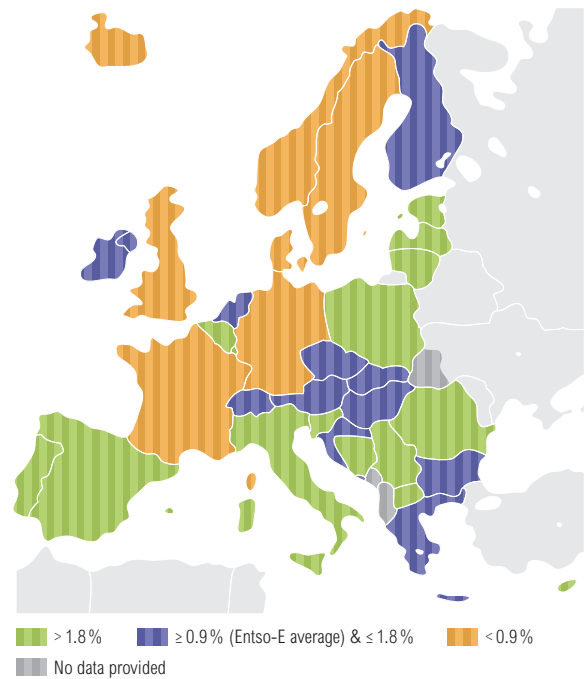 > 1.8 % ≥ 0.9 % (Entso-E average) & ≤ 1.8 % < 0.9 %
No data provided